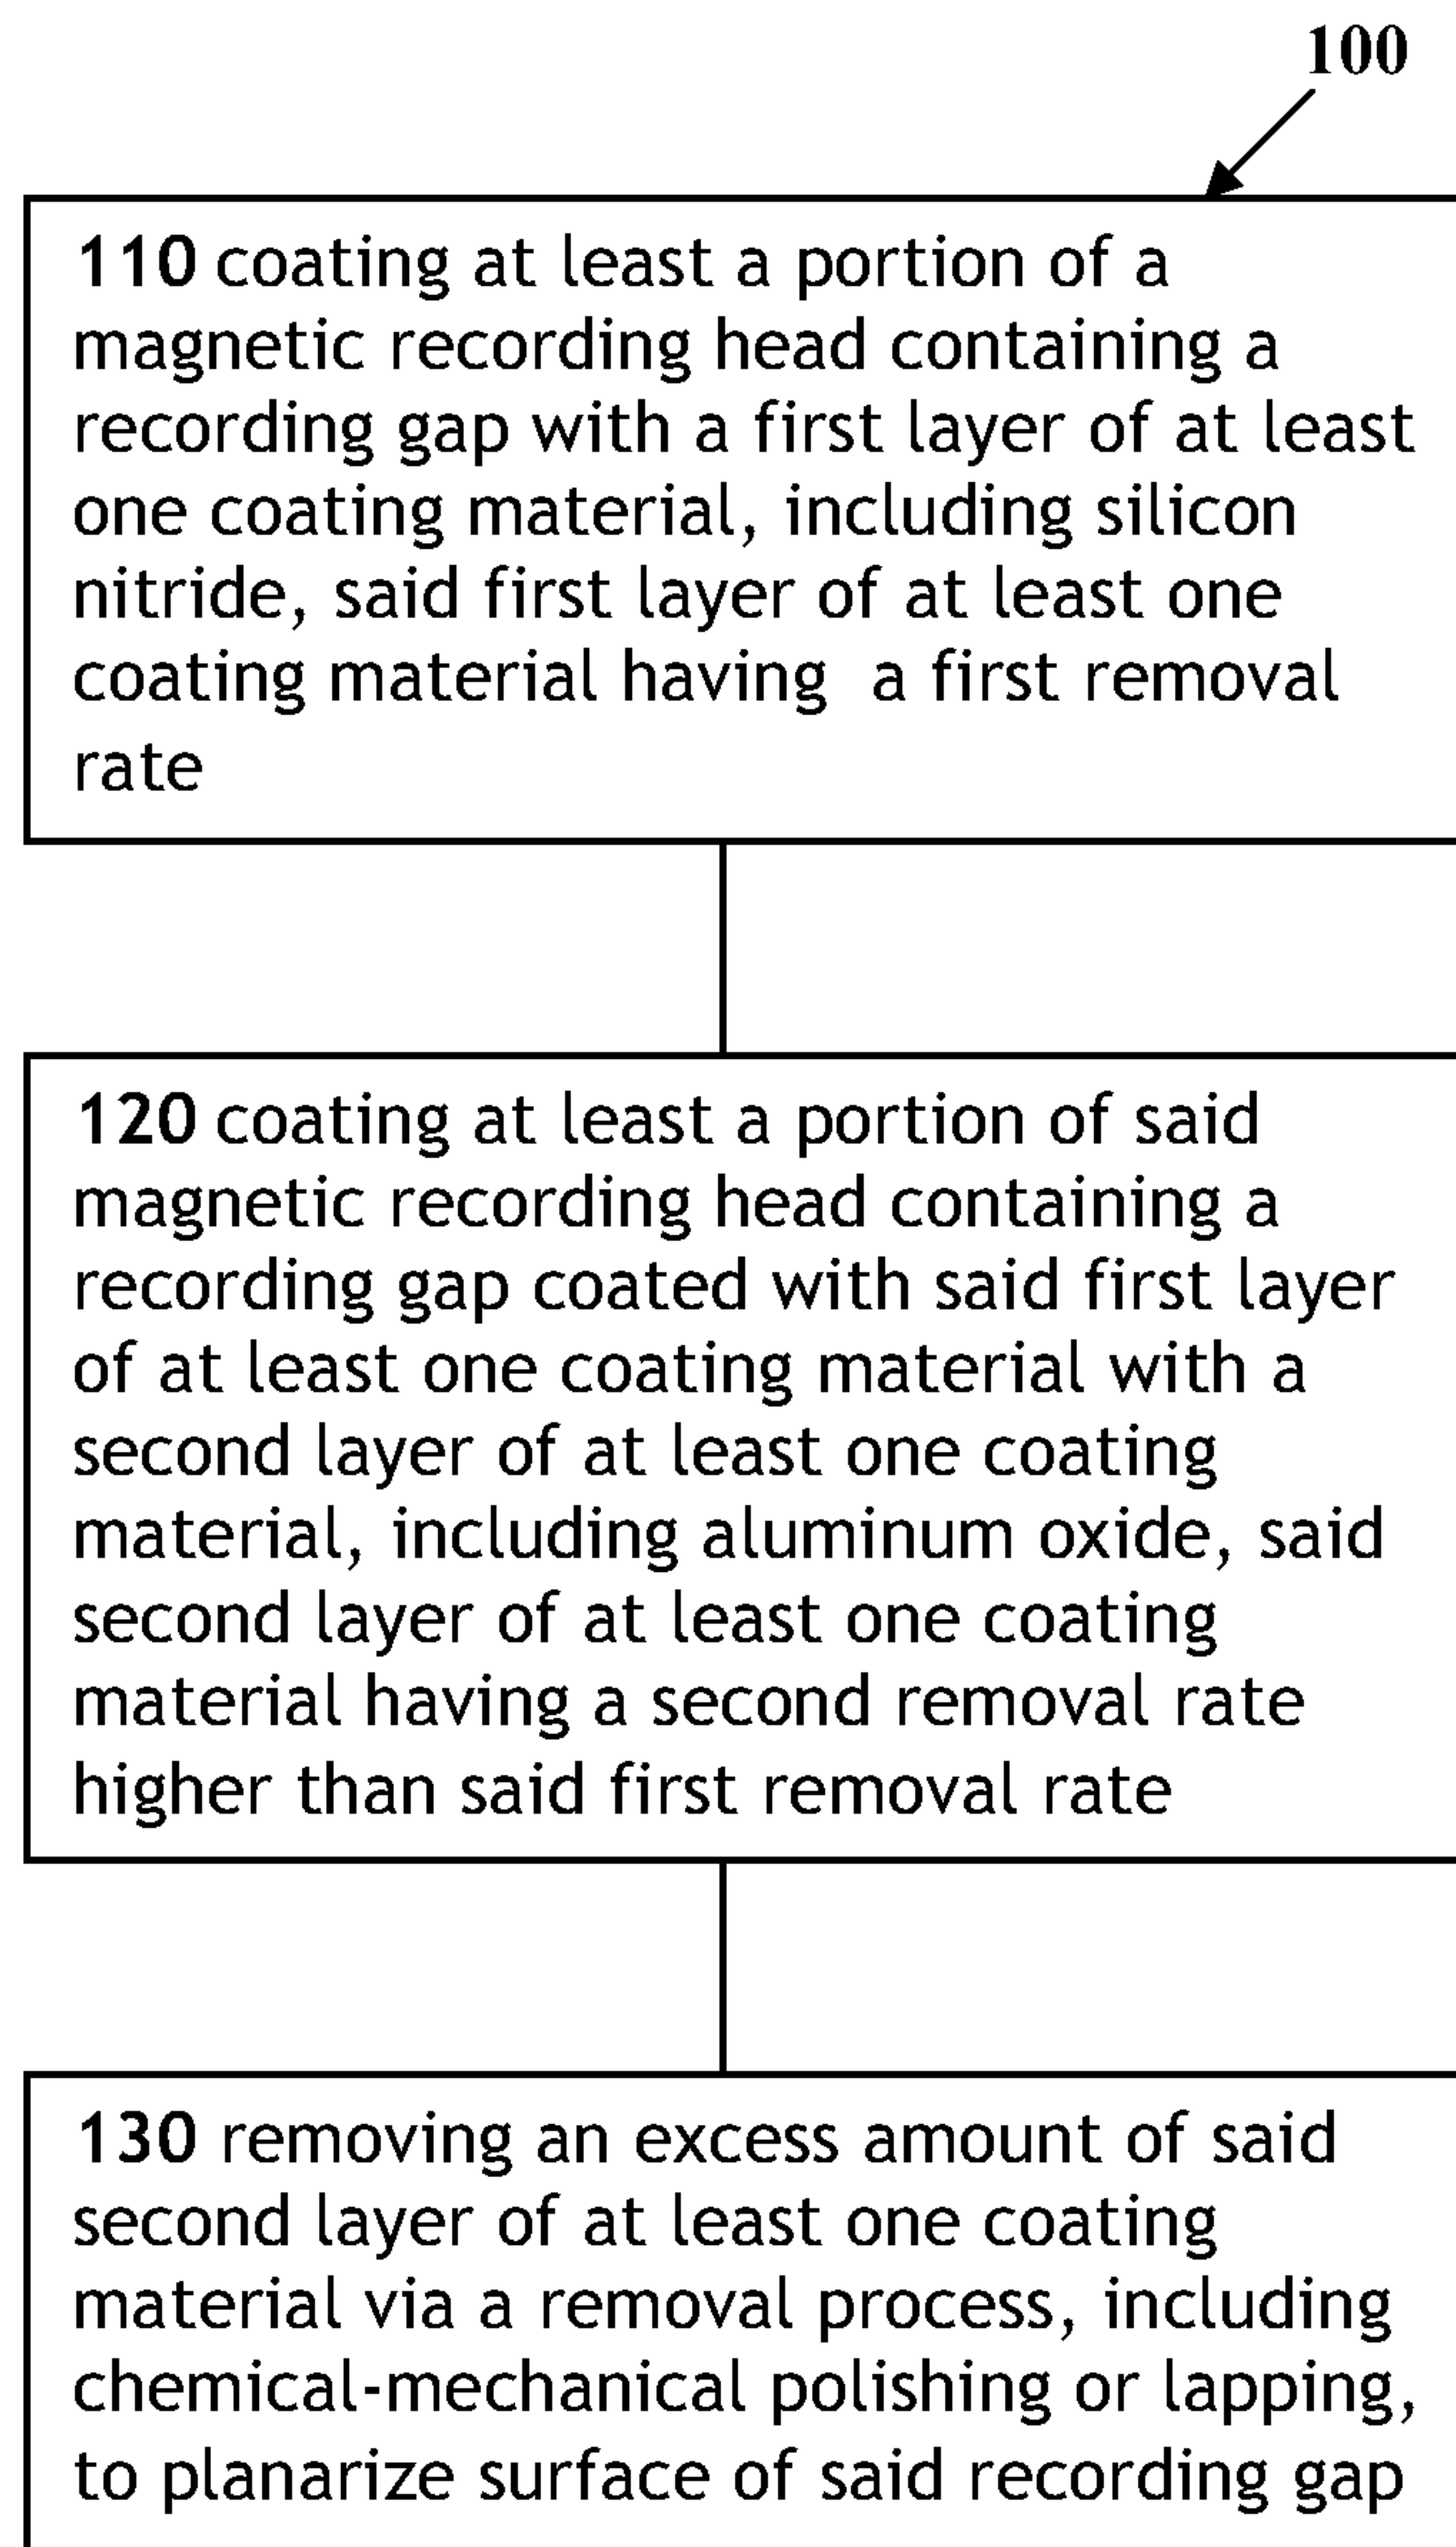 100
110 coating at least a portion of a
magnetic recording head containing a
recording gap with a first layer of at least
one coating material, including silicon
nitride, said first layer of at least one
coating material having  a first removal
rate
120 coating at least a portion of said
magnetic recording head containing a
recording gap coated with said first layer
of at least one coating material with a
second layer of at least one coating
material, including aluminum oxide, said
second layer of at least one coating
material having a second removal rate
higher than said first removal rate
130 removing an excess amount of said
second layer of at least one coating
material via a removal process, including
chemical-mechanical polishing or lapping,
to planarize surface of said recording gap